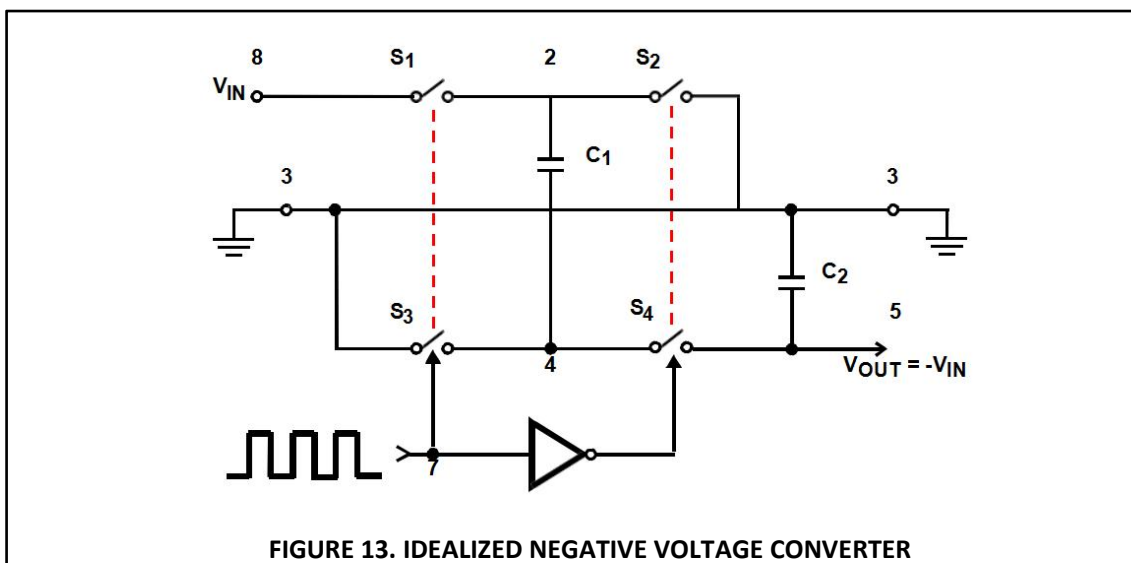 8
S1
2
S2
VIN
C1
3
3
C2
S3
S4
5
4
VOUT = -VIN
7
FIGURE 13. IDEALIZED NEGATIVE VOLTAGE CONVERTER